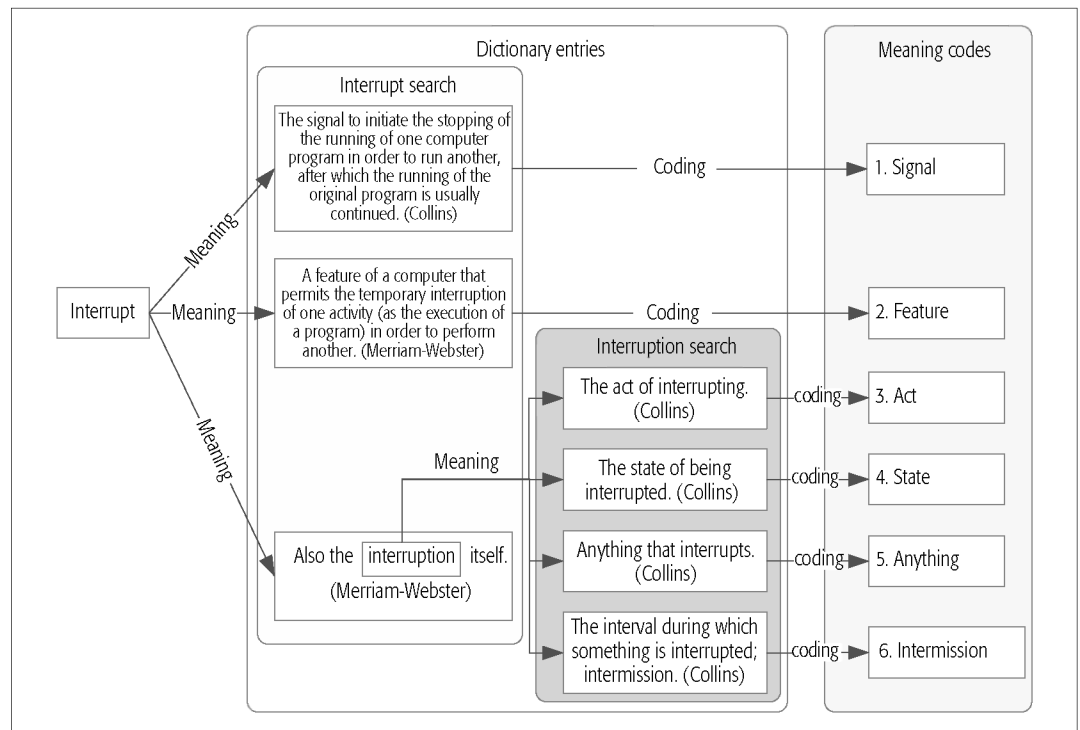 Dictionary entries
Meaning codes
Interrupt search
The signal to initiate the stopping of
the running of one computer
program in order to run another,
after which the running of the
original program is usually
continued. (Collins)
Coding
1. Signal
Meaning
Interrupt
Meaning
A feature of a computer that
permits the temporary interruption
of one activity (as the execution of
a program) in order to perform
another. (Merriam-Webster)
Coding
2. Feature
Interruption search
The act of interrupting.
(Collins)
coding
3. Act
Meaning
Meaning
The state of being
interrupted. (Collins)
coding
4. State
Also the interruption itself.
(Merriam-Webster)
Anything that interrupts.
(Collins)
coding
5. Anything
The interval during which
something is interrupted;
intermission. (Collins)
coding
6. Intermission